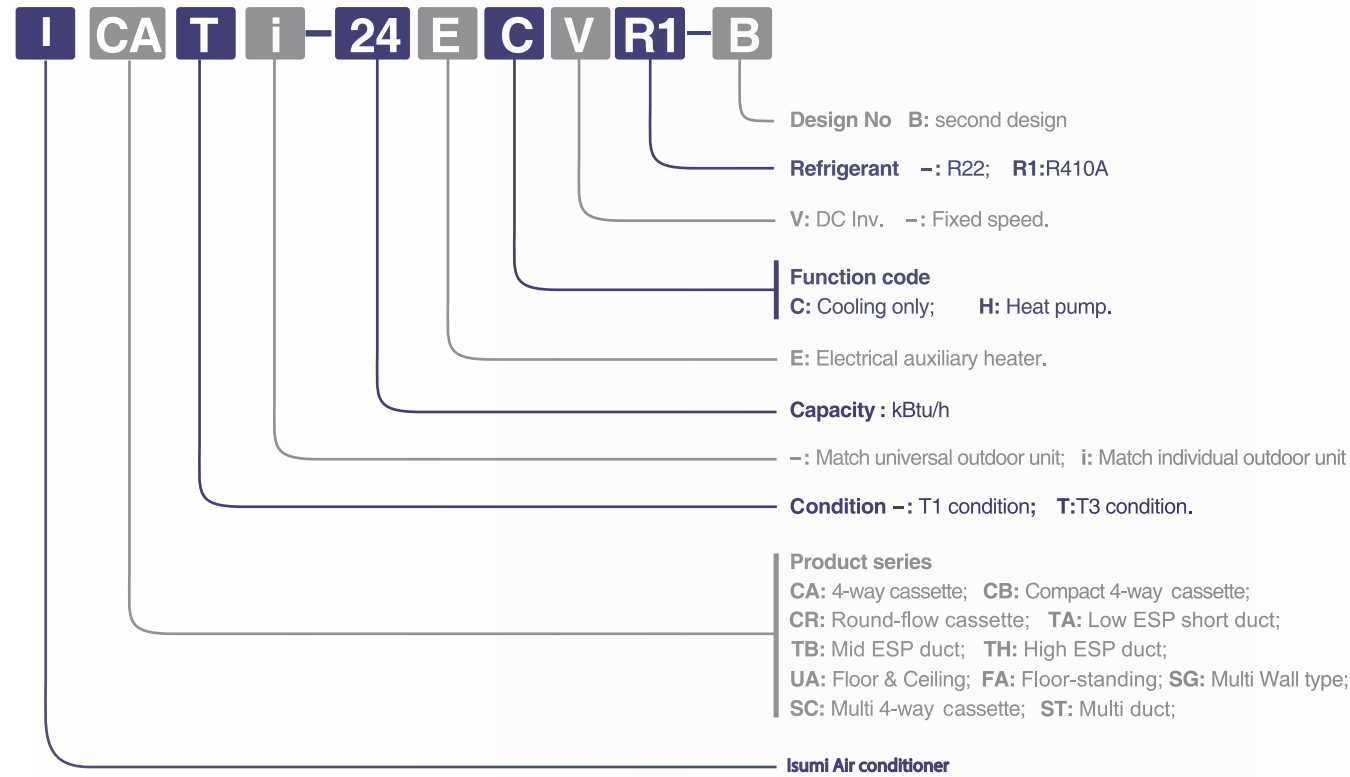 I CA T i-24 E C V R1-B
Design No B: second design
Refrigerant –: R22; R1:R410A
V: DC Inv. –: Fixed speed.
Function code
C: Cooling only; H: Heat pump.
E: Electrical auxiliary heater.
Capacity : kBtu/h
–: Match universal outdoor unit; i: Match individual outdoor unit
Condition –: T1 condition; T:T3 condition.
Product series
CA: 4-way cassette; CB: Compact 4-way cassette;
CR: Round-flow cassette; TA: Low ESP short duct;
TB: Mid ESP duct; TH: High ESP duct;
UA: Floor & Ceiling; FA: Floor-standing; SG: Multi Wall type;
SC: Multi 4-way cassette; ST: Multi duct;
Isumi Air conditioner